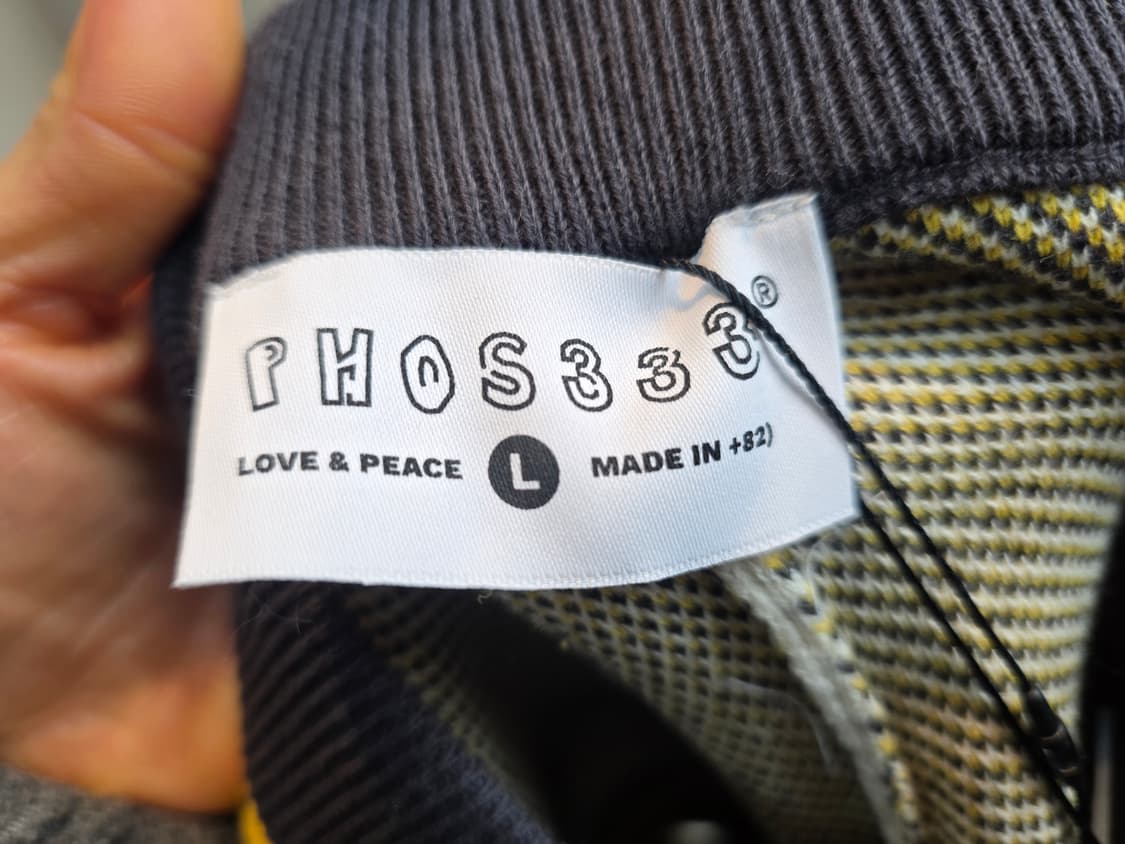 PHOS333®
LOVE & PEACE L MADE IN +82)